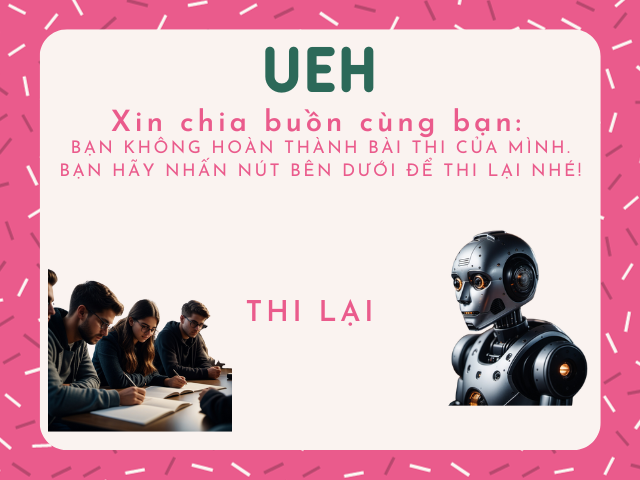 UEH
Xin chia buồn cùng bạn:
BẠN KHÔNG HOÀN THÀNH BÀI THI CỦA MÌNH.
BẠN HÃY NHẤN NÚT BÊN DƯỚI ĐỂ THI LẠI NHÉ!
THI LẠI